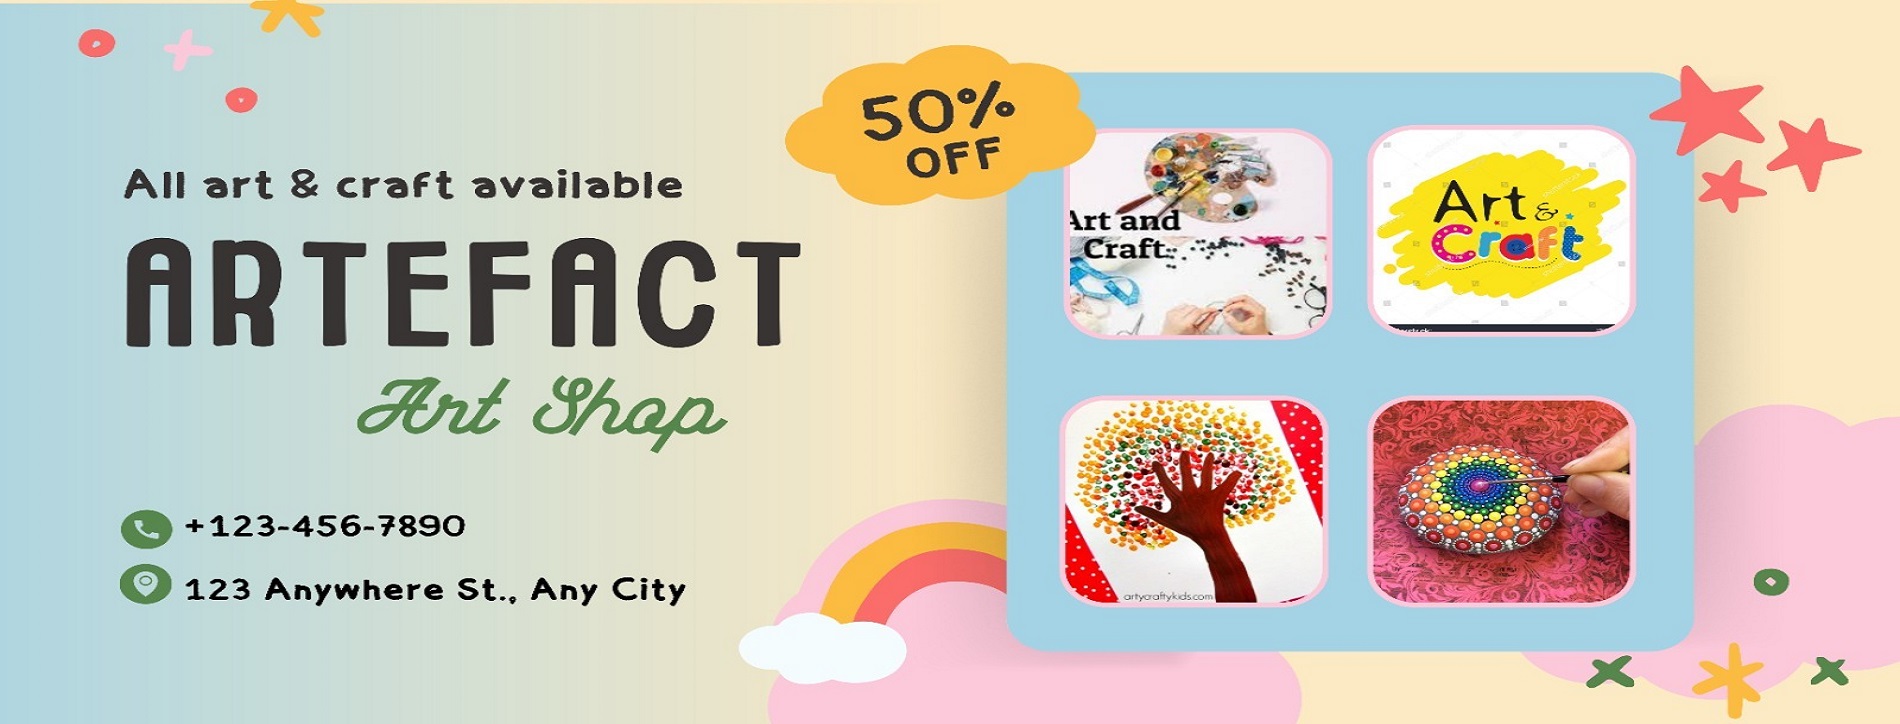 All art & craft available
ARTEFACT
Art Shop
+123-456-7890
123 Anywhere St., Any City
50%
OFF
Art and
Craft
Art &
Craft
artycraftykids.com